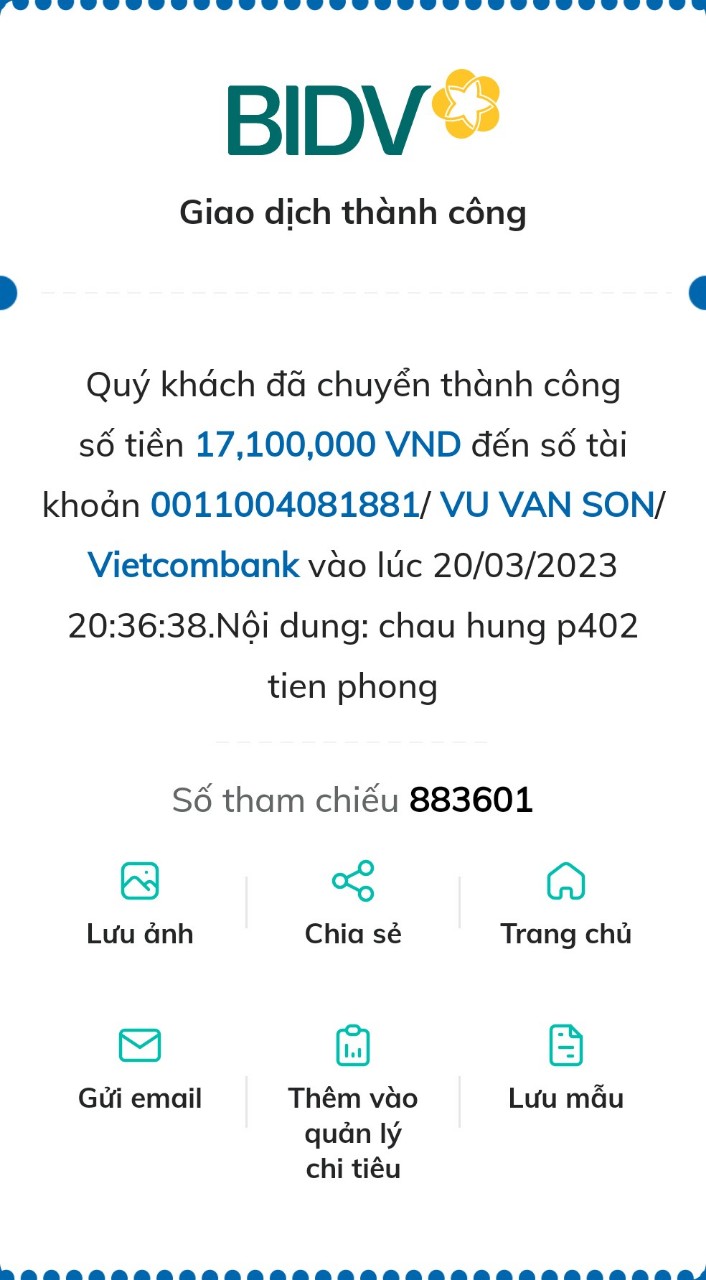 BIDV
Giao dịch thành công
Quý khách đã chuyển thành công
số tiền 17,100,000 VND đến số tài
khoản 0011004081881/ VU VAN SON/
Vietcombank vào lúc 20/03/2023
20:36:38.Nội dung: chau hung p402
tien phong
Số tham chiếu 883601
Lưu ảnh
Chia sẻ
Trang chủ
Gửi email
Thêm vào
quản lý
chi tiêu
Lưu mẫu